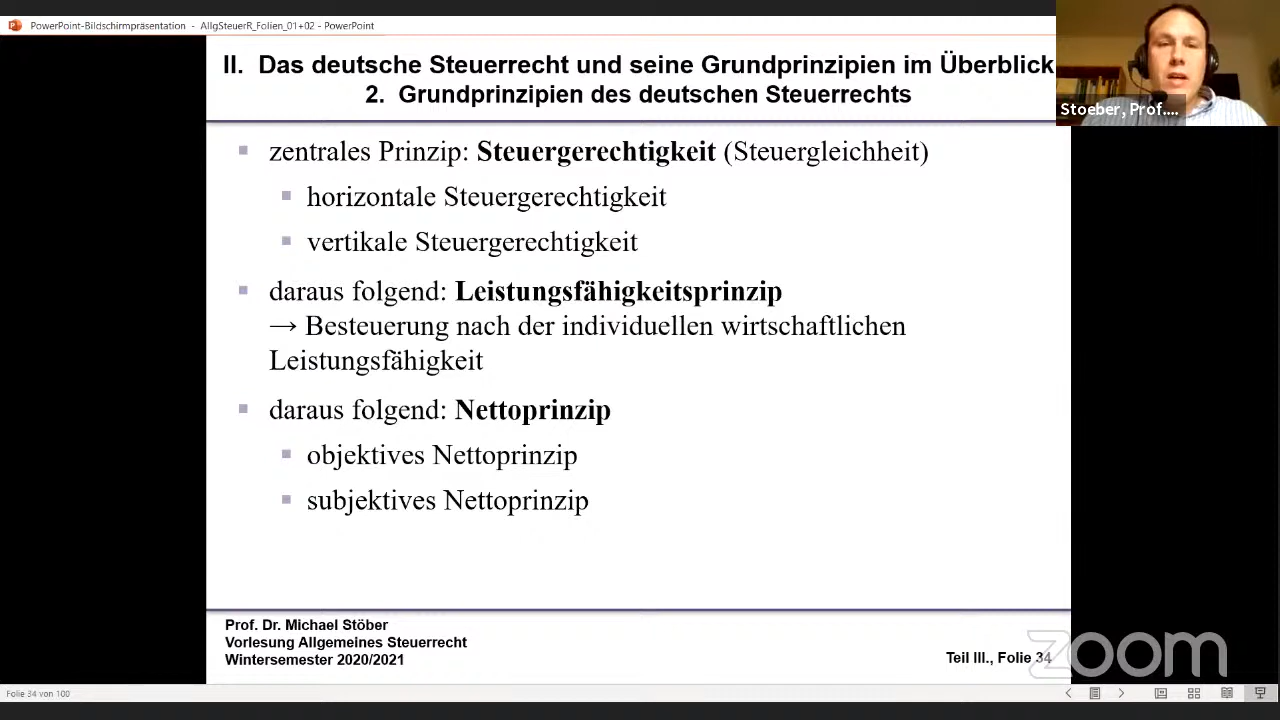 PowerPoint-Bildschirmpräsentation - AllgSteuerR_Folien_01+02 - PowerPoint
II. Das deutsche Steuerrecht und seine Grundprinzipien im Überblick
2. Grundprinzipien des deutschen Steuerrechts
Stoeber, Prof....
zentrales Prinzip: Steuergerechtigkeit (Steuergleichheit)
horizontale Steuergerechtigkeit
vertikale Steuergerechtigkeit
daraus folgend: Leistungsfähigkeitsprinzip
→ Besteuerung nach der individuellen wirtschaftlichen
Leistungsfähigkeit
daraus folgend: Nettoprinzip
objektives Nettoprinzip
subjektives Nettoprinzip
Prof. Dr. Michael Stöber
Vorlesung Allgemeines Steuerrecht
Wintersemester 2020/2021
Teil III., Folie 34
zoom
Folie 34 von 100